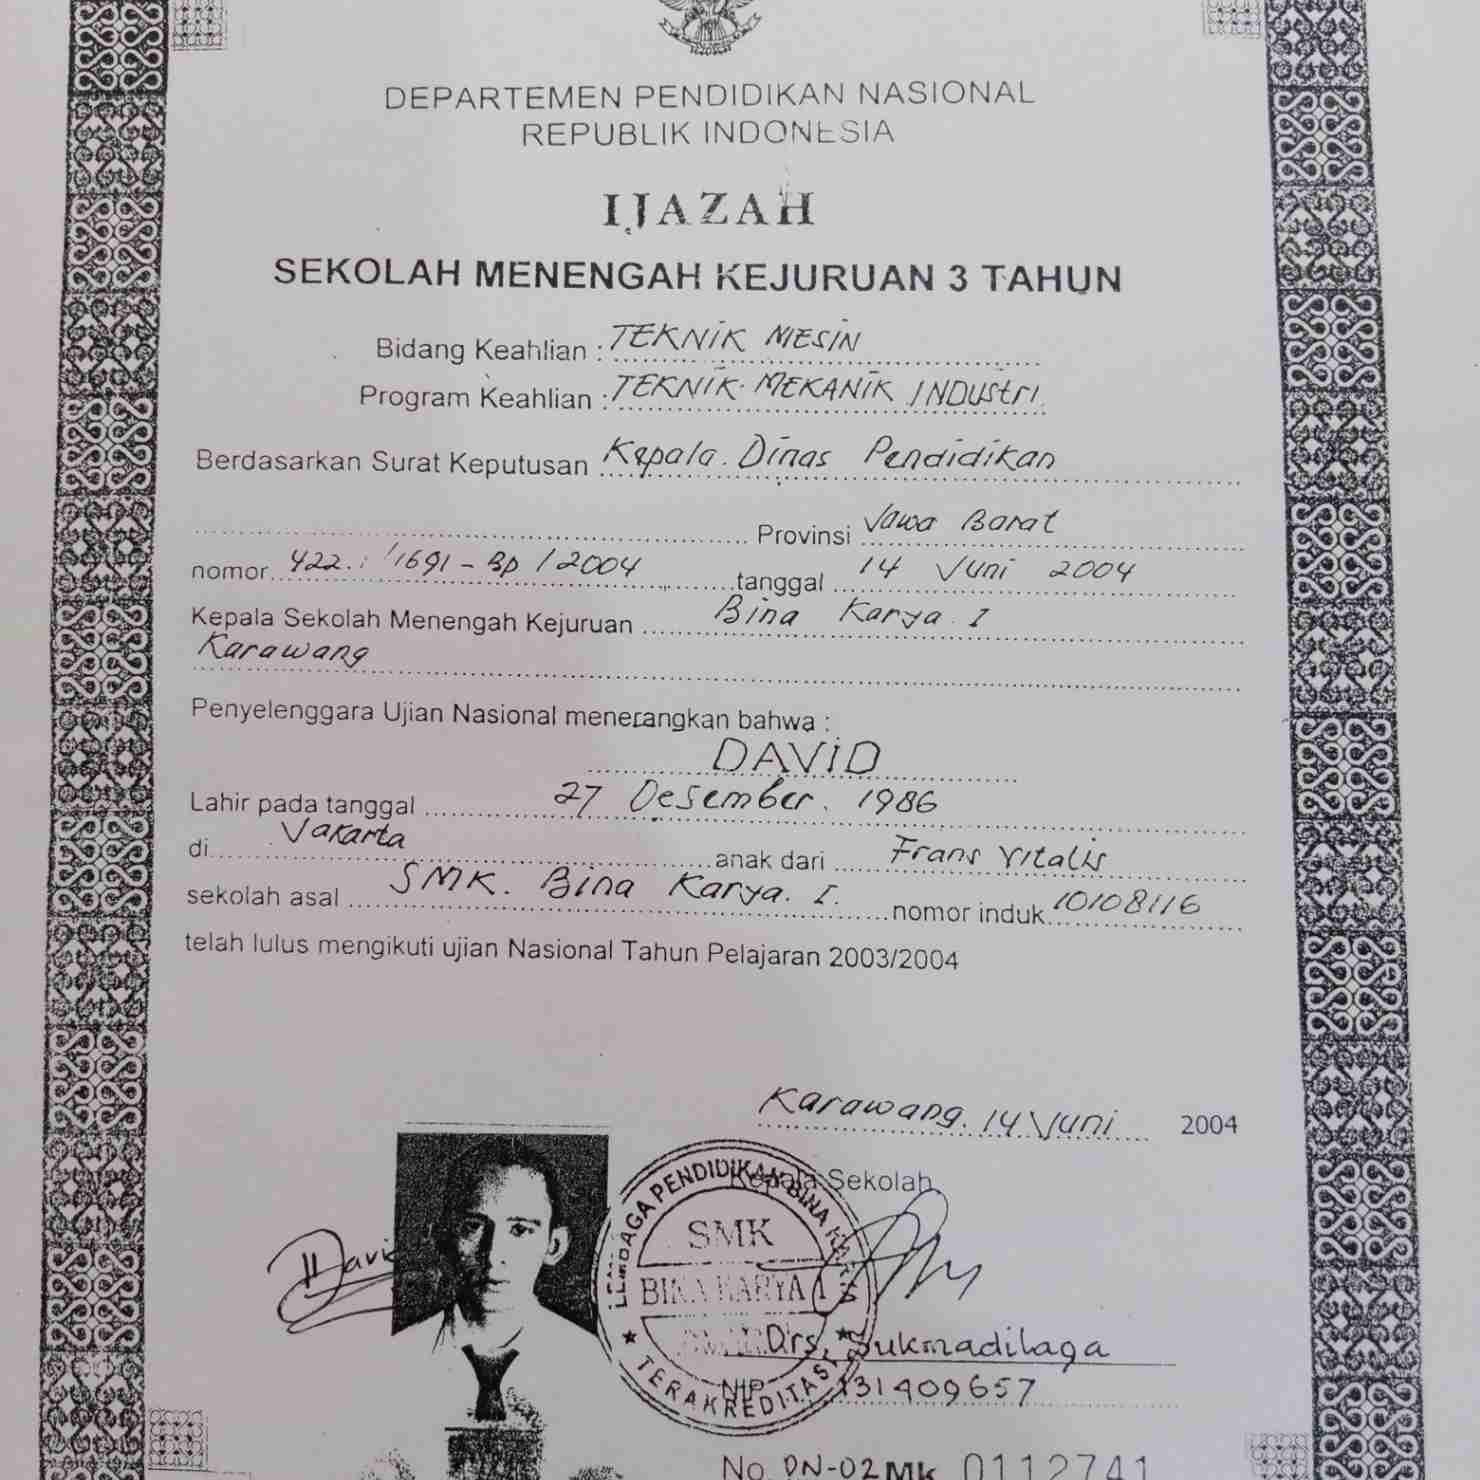 DEPARTEMEN PENDIDIKAN NASIONAL
REPUBLIK INDONESIA
IJAZAH
SEKOLAH MENENGAH KEJURUAN 3 TAHUN
Bidang Keahlian : TEKNIK MESIN
Program Keahlian : TEKNIK MEKANIK INDUStRI
Berdasarkan Surat Keputusan Kepala Dinas Pendidikan
Provinsi Jawa Barat
nomor 422.1/1691-BP/2004 tanggal 14 Juni 2004
Kepala Sekolah Menengah Kejuruan Bina Karya I
Karawang
Penyelenggara Ujian Nasional menerangkan bahwa :
DAVID
Lahir pada tanggal 27 Desember 1986
di Jakarta anak dari Frans Vitalis
sekolah asal SMK. Bina Karya. I. nomor induk 10108116
telah lulus mengikuti ujian Nasional Tahun Pelajaran 2003/2004
Karawang, 14 Juni 2004
Kepala Sekolah
David
LEMBAGA PENDIDIKAN BINA KARYA
SMK
BINA KARYA I
TERAKREDITASI
Drs. Sukmadilaga
NIP. 131409657
No. DN-02 Mk 0112741